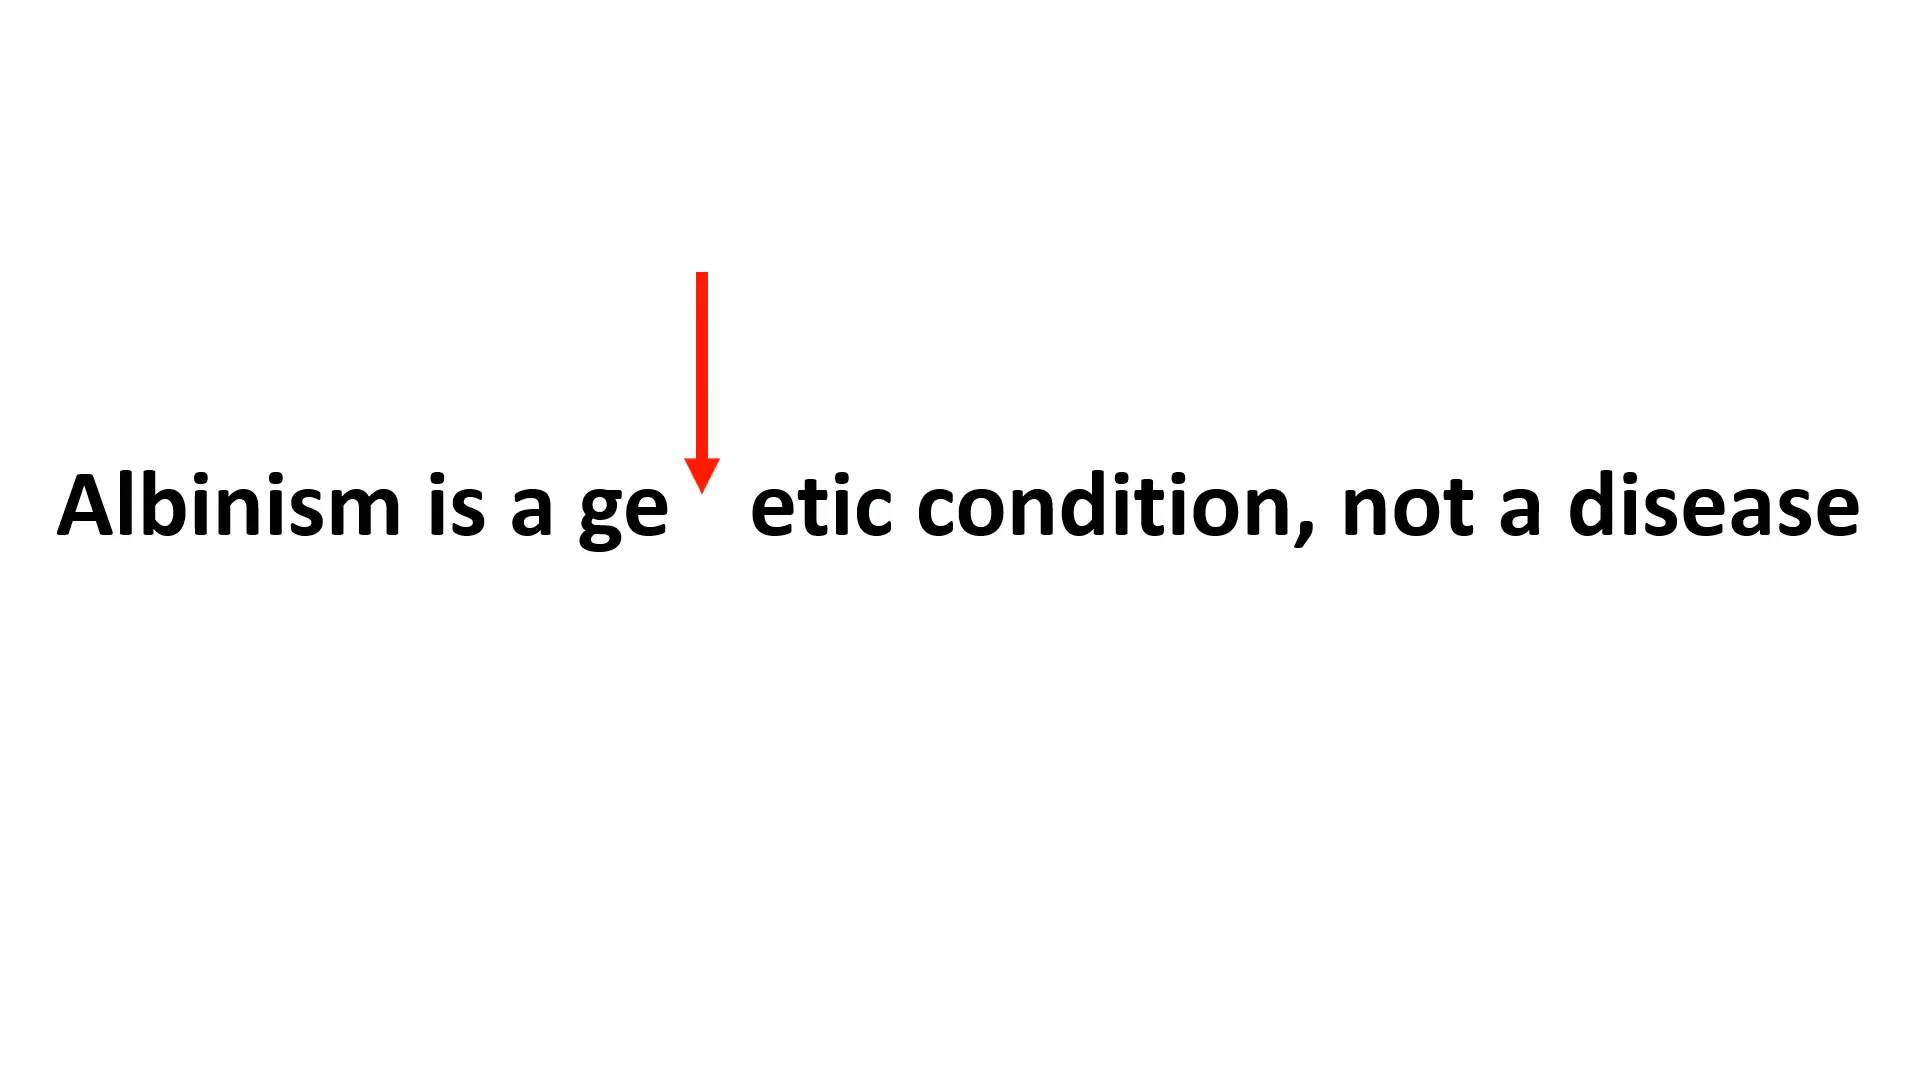 Albinism is a ge etic condition, not a disease